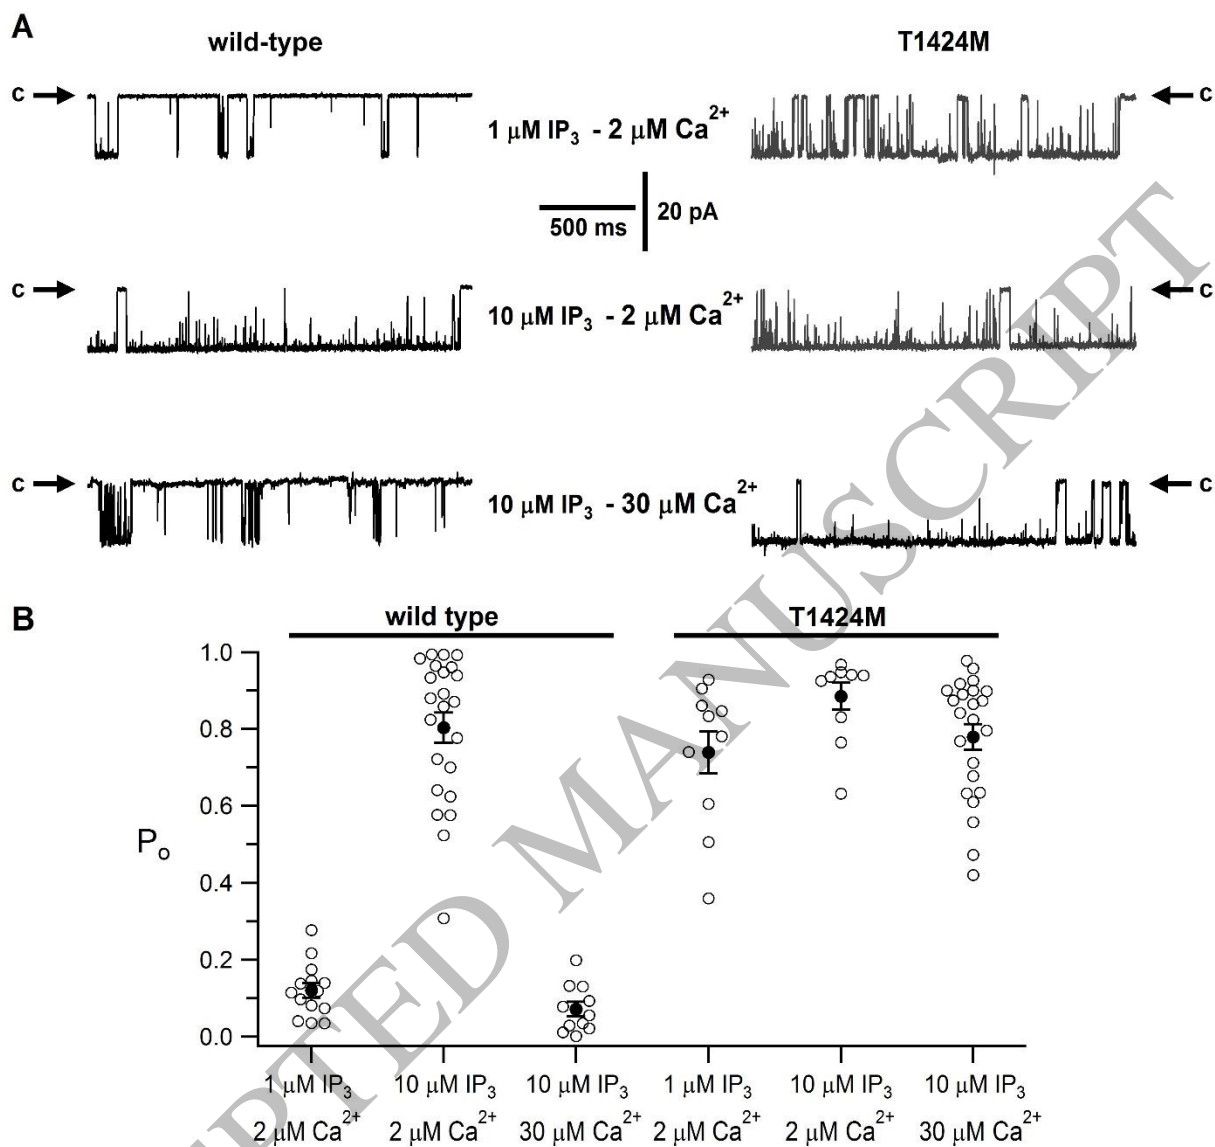 A
wild-type
T1424M
c
1 μM IP₃ - 2 μM Ca²⁺
c
500 ms
20 pA
c
10 μM IP₃ - 2 μM Ca²⁺
c
c
10 μM IP₃ - 30 μM Ca²⁺
c
B
wild type
T1424M
1.0
0.8
0.6
0.4
0.2
0.0
Pₒ
1 μM IP₃
2 μM Ca²⁺
10 μM IP₃
2 μM Ca²⁺
10 μM IP₃
30 μM Ca²⁺
1 μM IP₃
2 μM Ca²⁺
10 μM IP₃
2 μM Ca²⁺
10 μM IP₃
30 μM Ca²⁺
EPTED MANUSCRIPT